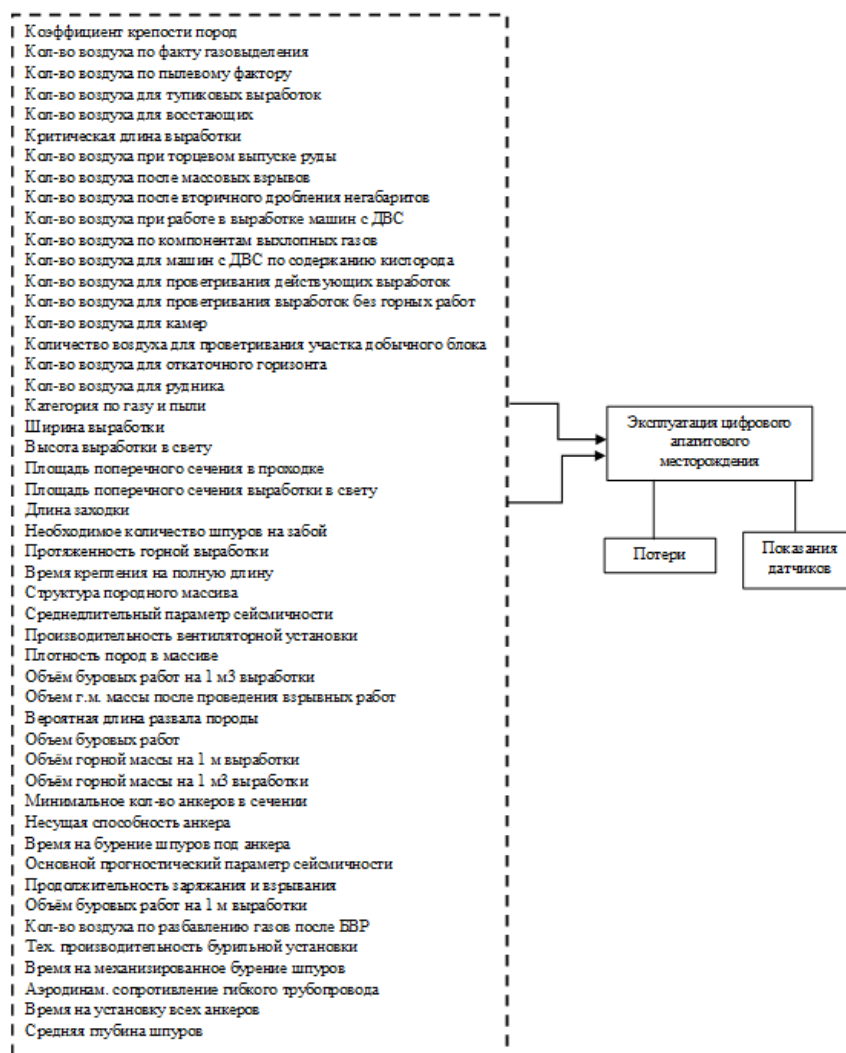 Коэффициент крепости пород
Кол-во воздуха по факту газовыделения
Кол-во воздуха по пылевому фактору
Кол-во воздуха для тупиковых выработок
Кол-во воздуха для восстающих
Критическая длина выработки
Кол-во воздуха при торцевом выпуске руды
Кол-во воздуха после массовых взрывов
Кол-во воздуха после вторичного дробления негабаритов
Кол-во воздуха при работе в выработке машин с ДВС
Кол-во воздуха по компонентам выхлопных газов
Кол-во воздуха для машин с ДВС по содержанию кислорода
Кол-во воздуха для проветривания действующих выработок
Кол-во воздуха для проветривания выработок без горных работ
Кол-во воздуха для камер
Количество воздуха для проветривания участка добычного блока
Кол-во воздуха для откаточного горизонта
Кол-во воздуха для рудника
Категория по газу и пыли
Ширина выработки
Высота выработки в свету
Площадь поперечного сечения в проходке
Площадь поперечного сечения выработки в свету
Длина заходки
Необходимое количество шпуров на забой
Протяженность горной выработки
Время крепления на полную длину
Структура породного массива
Среднедлительный параметр сейсмичности
Производительность вентиляторной установки
Плотность пород в массиве
Объём буровых работ на 1 м3 выработки
Объем г.м. массы после проведения взрывных работ
Вероятная длина развала породы
Объем буровых работ
Объём горной массы на 1 м выработки
Объём горной массы на 1 м3 выработки
Минимальное кол-во анкеров в сечении
Несущая способность анкера
Время на бурение шпуров под анкера
Основной прогностический параметр сейсмичности
Продолжительность заряжания и взрывания
Объём буровых работ на 1 м выработки
Кол-во воздуха по разбавлению газов после БВР
Тех. производительность бурильной установки
Время на механизированное бурение шпуров
Аэродинам. сопротивление гибкого трубопровода
Время на установку всех анкеров
Средняя глубина шпуров
Эксплуатация цифрового
апатитового
месторождения
Потери
Показания
датчиков